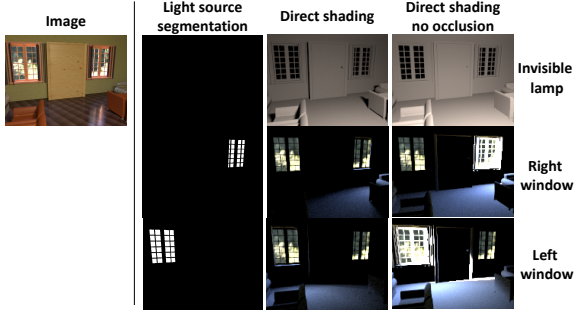 Image
Light source
segmentation
Direct shading
Direct shading
no occlusion
Invisible
lamp
Right
window
Left
window